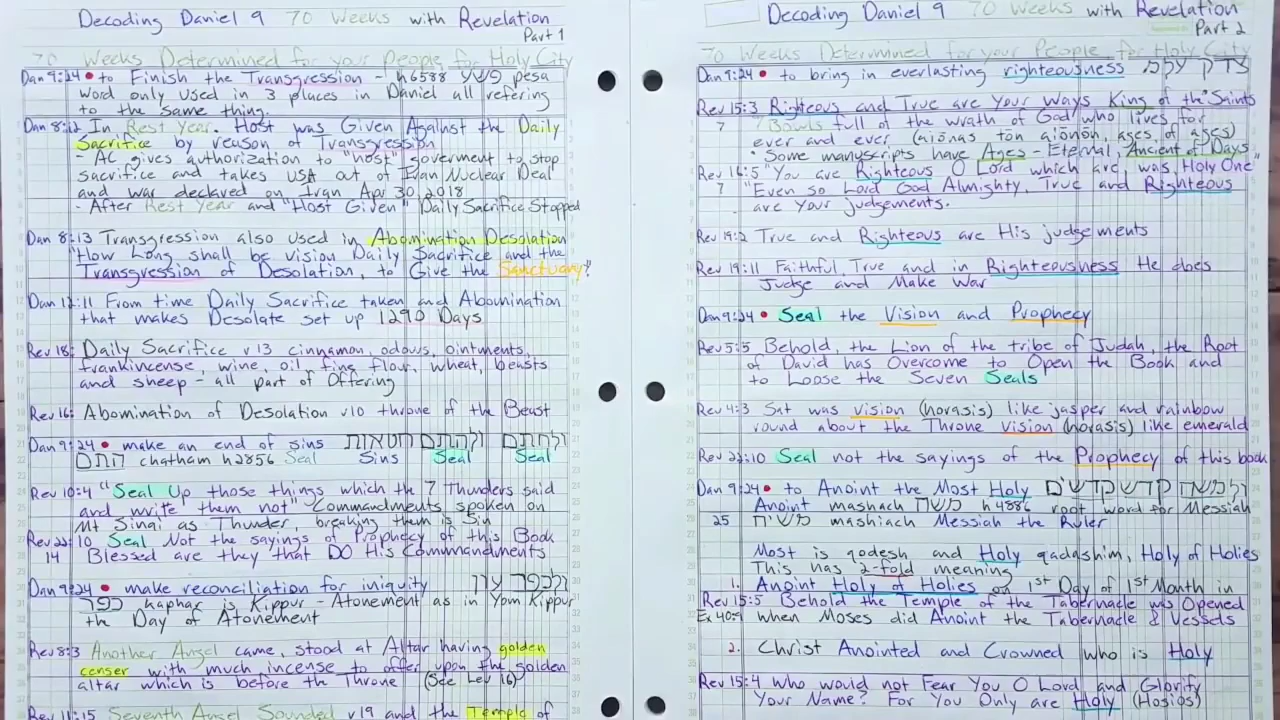 Decoding Daniel 9 70 Weeks with Revelation
Part 1
70 Weeks Determined for your People for Holy City
Dan 9:24 • to Finish the Transgression - h6588 פשע pesa
word only used in 3 places in Daniel all refering
to the same thing.
Dan 8:12 In Rest Year. Host was Given Against the Daily
Sacrifice by reason of Transgression
- AC gives authorization to "host" goverment to stop
sacrifice and takes USA out of Iran Nuclear Deal
and war declared on Iran Apr 30, 2018
- After Rest Year and "Host Given" Daily Sacrifice Stopped
Dan 8:13 Transgression also used in Abomination Desolation
"How Long shall be vision Daily Sacrifice and the
Transgression of Desolation, to Give the Sanctuary?
Dan 12:11 From time Daily Sacrifice taken and Abomination
that makes Desolate set up 1290 Days
Rev 18: Daily Sacrifice v13 cinnamon, odours, ointments,
frankincense, wine, oil, fine flour, wheat, beasts
and sheep - all part of Offering
Rev 16: Abomination of Desolation v10 throne of the Beast
Dan 9:24 • make an end of sins ולהתם חטאות ולחתם
התם chatham h2856 Seal Sins Seal Seal
Rev 10:4 "Seal Up those things which the 7 Thunders said
and write them not" Commandments spoken on
Mt Sinai as Thunder, breaking them is Sin
Rev 22:10 Seal Not the sayings of Prophecy of this Book
14 Blessed are they that DO His Commandments
Dan 9:24 • make reconciliation for iniquity ולכפר עון
כפר kaphar is Kippur - Atonement as in Yom Kippur
the Day of Atonement
Rev 8:3 Another Angel came, stood at Altar having golden
censer with much incense to offer upon the golden
altar which is before the Throne (See Lev 16)
Rev 11:15 Seventh Angel Sounded v19 and the Temple of
Decoding Daniel 9 70 Weeks with Revelation
Part 2
70 Weeks Determined for your People for Holy City
Dan 9:24 • to bring in everlasting righteousness צדק עלמ
Rev 15:3 Righteous and True are Your Ways King of the Saints
7 7 Bowls full of the wrath of God who lives for
ever and ever (aiōnas tōn aiōnōn, ages of ages)
• Some manuscripts have Ages - Eternal, Ancient of Days
Rev 16:5 "You are Righteous O Lord which are, was, Holy One"
7 "Even so Lord God Almighty, True and Righteous
are Your judgements.
Rev 19:2 True and Righteous are His judgements
Rev 19:11 Faithful, True and in Righteousness He does
Judge and Make War
Dan 9:24 • Seal the Vision and Prophecy
Rev 5:5 Behold, the Lion of the tribe of Judah, the Root
of David has Overcome to Open the Book and
to Loose the Seven Seals
Rev 4:3 Sat was vision (horasis) like jasper and rainbow
round about the Throne vision (horasis) like emerald
Rev 22:10 Seal not the sayings of the Prophecy of this book
Dan 9:24 • to Anoint the Most Holy ולמשח קדש קדשים
Anoint mashach משח h4886 root word for Messiah
25 משיח mashiach Messiah the Ruler
Most is qodesh and Holy qadashim, Holy of Holies
This has 2-fold meaning
1. Anoint Holy of Holies on 1st Day of 1st Month in
Rev 15:5 Behold the Temple of the Tabernacle was Opened
Ex 40:9 when Moses did Anoint the Tabernacle & Vessels
2. Christ Anointed and Crowned who is Holy
Rev 15:4 Who would not Fear You O Lord and Glorify
Your Name? For You Only are Holy (Hosios)